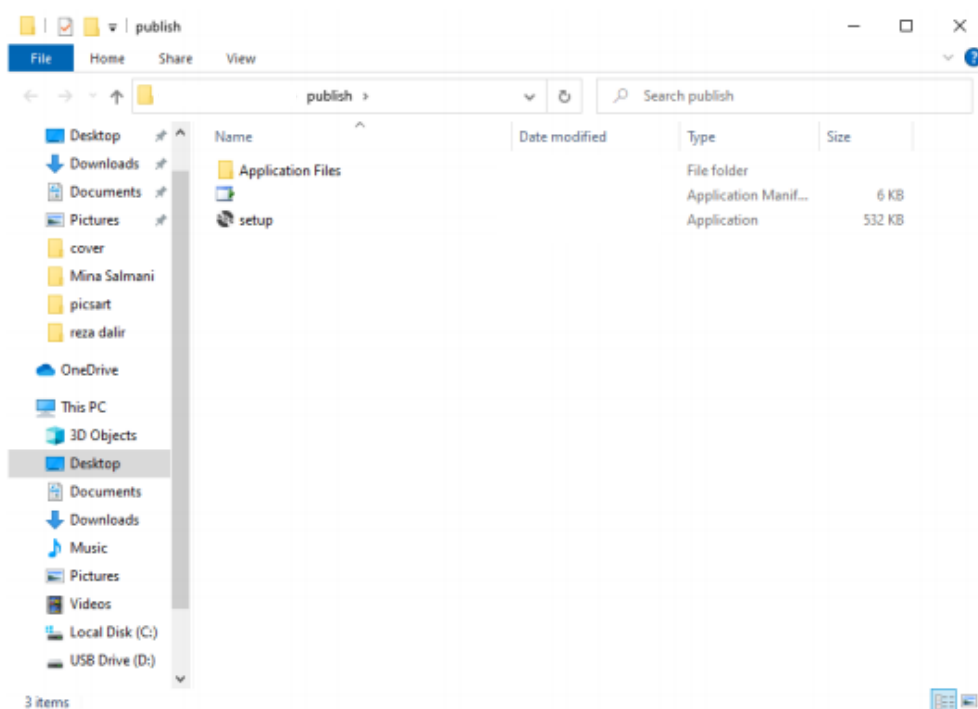 publish
File Home Share View
publish
Search publish
Name Date modified Type Size
Application Files File folder
Application Manif... 6 KB
setup Application 532 KB
Desktop
Downloads
Documents
Pictures
cover
Mina Salmani
picsart
reza dalir
OneDrive
This PC
3D Objects
Desktop
Documents
Downloads
Music
Pictures
Videos
Local Disk (C:)
USB Drive (D:)
3 items